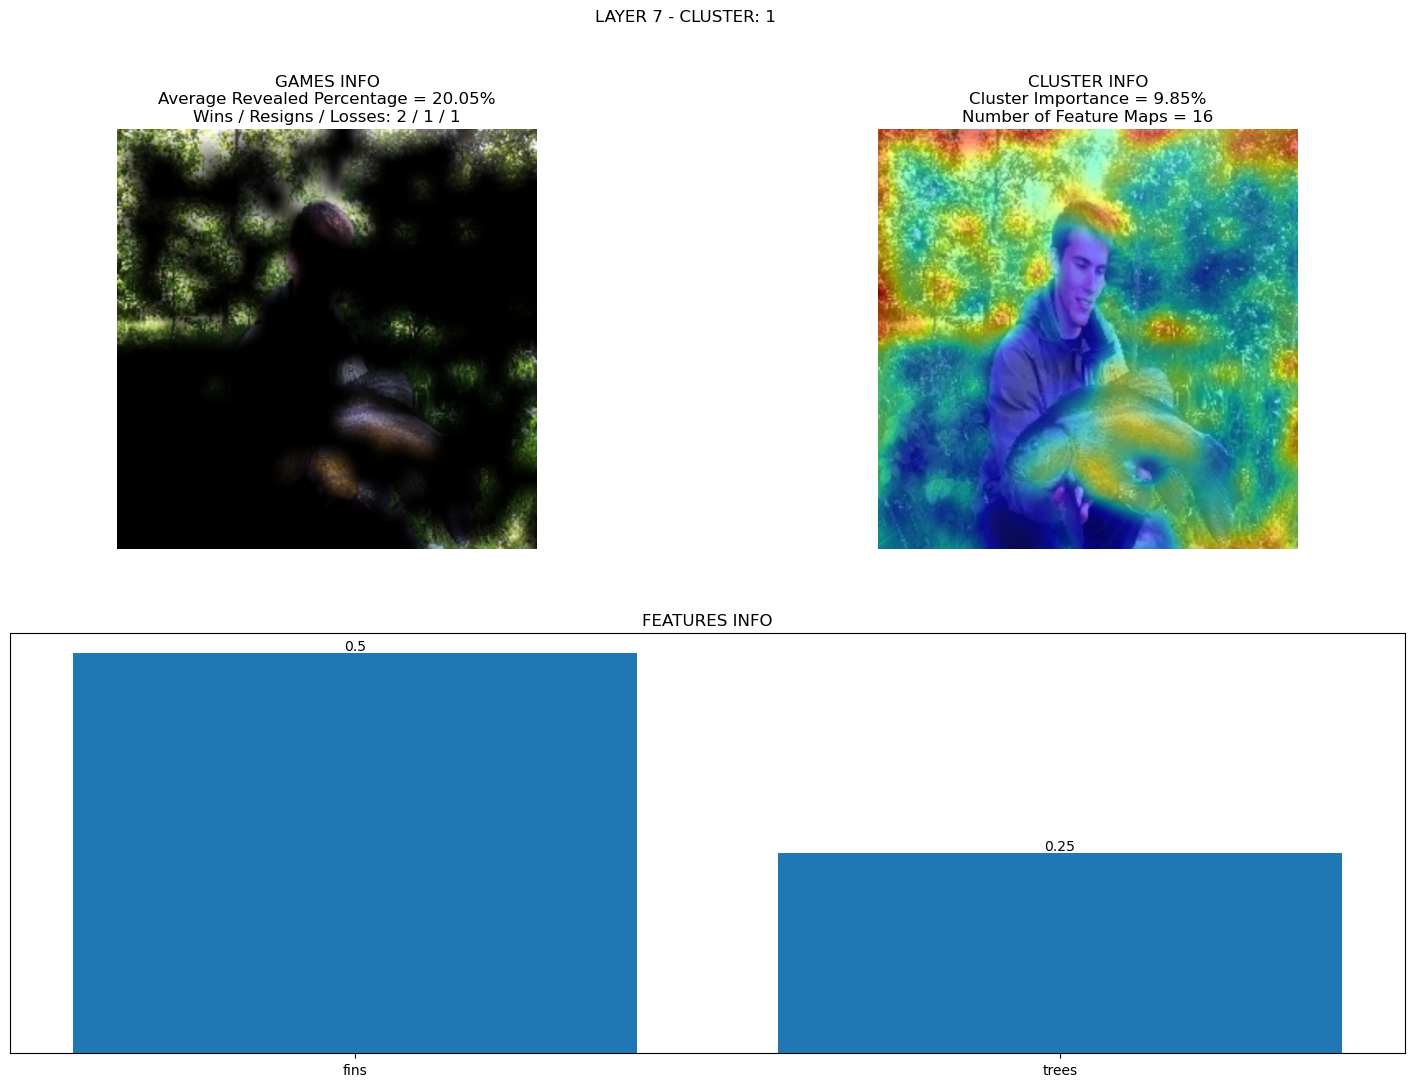 LAYER 7 - CLUSTER: 1
GAMES INFO
Average Revealed Percentage = 20.05%
Wins / Resigns / Losses: 2 / 1 / 1
CLUSTER INFO
Cluster Importance = 9.85%
Number of Feature Maps = 16
FEATURES INFO
0.5
0.25
fins
trees